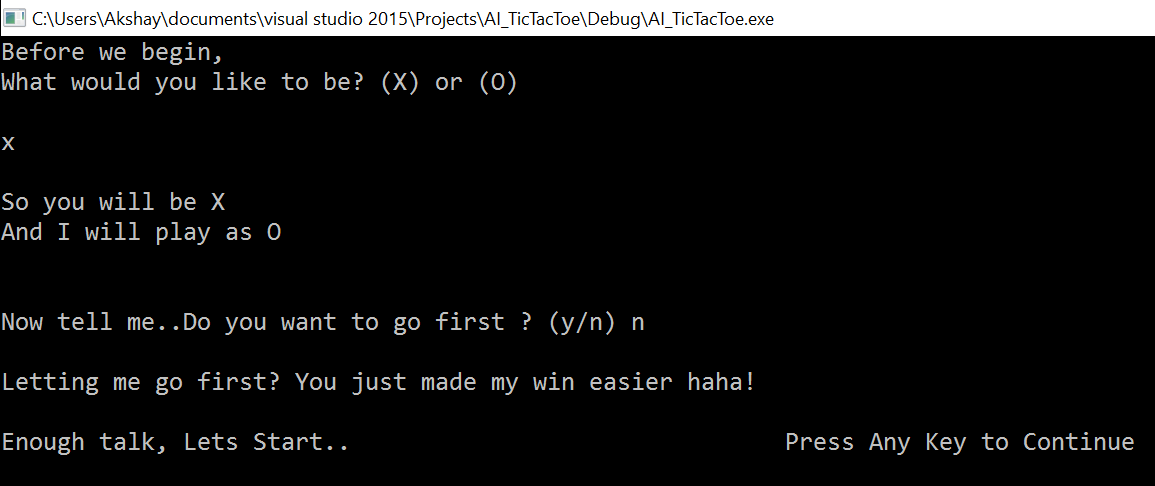 C:\Users\Akshay\documents\visual studio 2015\Projects\AI_TicTacToe\Debug\AI_TicTacToe.exe
Before we begin,
What would you like to be? (X) or (O)
x
So you will be X
And I will play as O
Now tell me..Do you want to go first ? (y/n) n
Letting me go first? You just made my win easier haha!
Enough talk, Lets Start.. Press Any Key to Continue